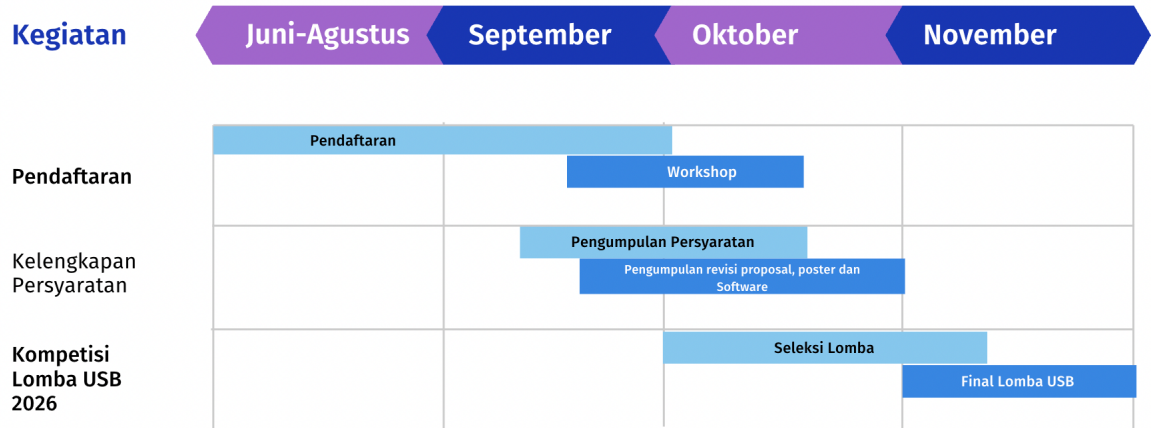 Kegiatan
Juni-Agustus
September
Oktober
November
Pendaftaran
Pendaftaran
Workshop
Kelengkapan
Persyaratan
Pengumpulan Persyaratan
Pengumpulan revisi proposal, poster dan
Software
Kompetisi
Lomba USB
2026
Seleksi Lomba
Final Lomba USB